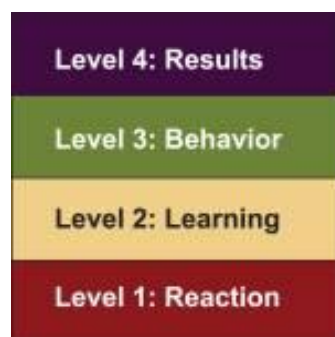 Level 4: Results
Level 3: Behavior
Level 2: Learning
Level 1: Reaction